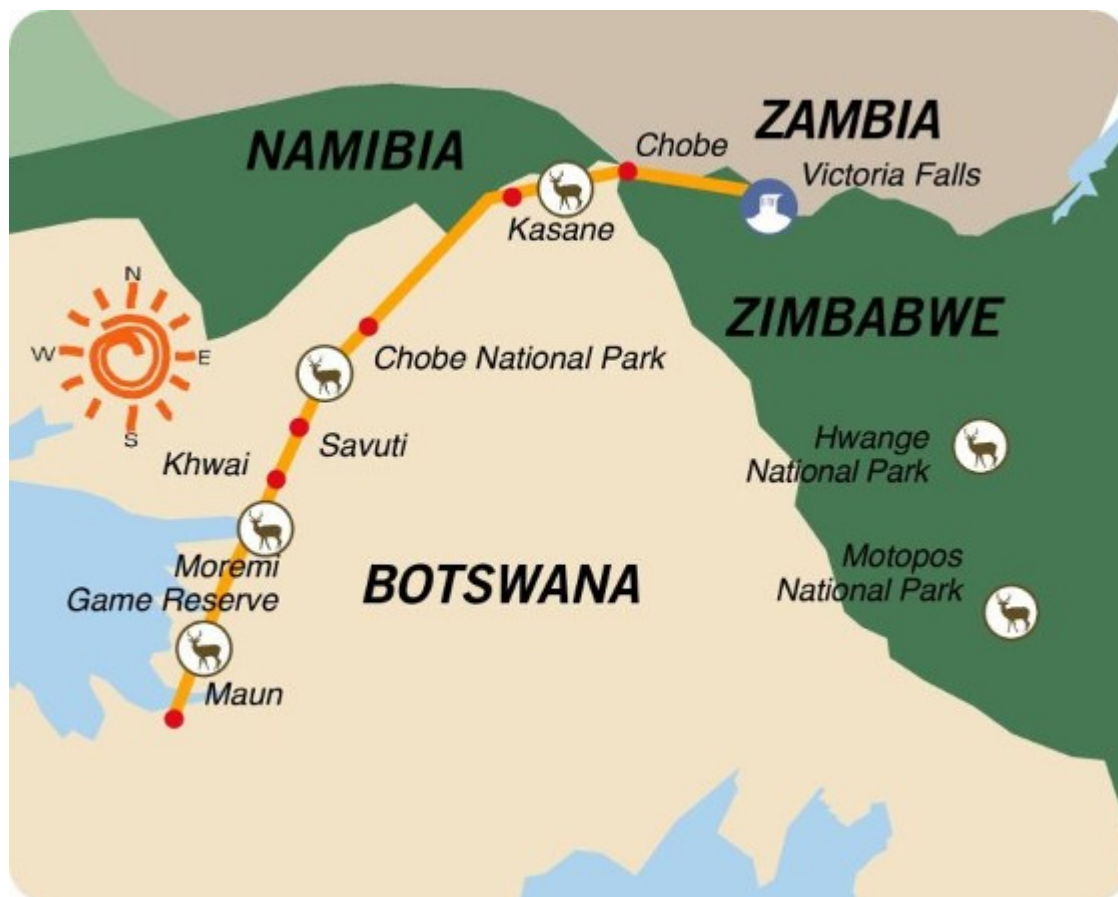 ZAMBIA
NAMIBIA
Chobe
Victoria Falls
Kasane
N
W
E
S
ZIMBABWE
Chobe National Park
Savuti
Khwai
Hwange
National Park
Moremi
Game Reserve
BOTSWANA
Motopos
National Park
Maun